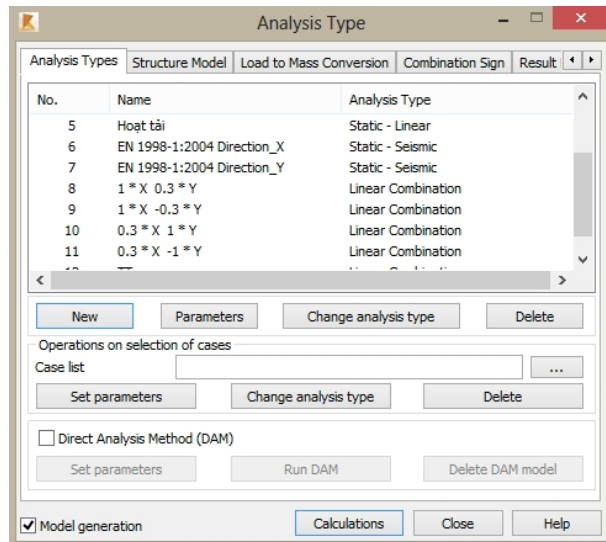 Analysis Type
Analysis Types Structure Model Load to Mass Conversion Combination Sign Result
No. Name Analysis Type
5 Hoạt tải Static - Linear
6 EN 1998-1:2004 Direction_X Static - Seismic
7 EN 1998-1:2004 Direction_Y Static - Seismic
8 1 * X 0.3 * Y Linear Combination
9 1 * X -0.3 * Y Linear Combination
10 0.3 * X 1 * Y Linear Combination
11 0.3 * X -1 * Y Linear Combination
New Parameters Change analysis type Delete
Operations on selection of cases
Case list ...
Set parameters Change analysis type Delete
Direct Analysis Method (DAM)
Set parameters Run DAM Delete DAM model
Model generation Calculations Close Help